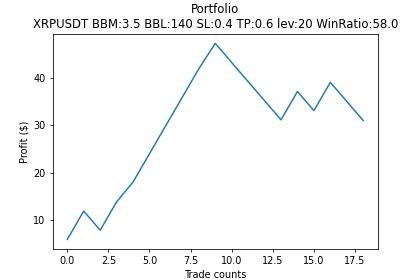 Portfolio
XRPUSDT BBM:3.5 BBL:140 SL:0.4 TP:0.6 lev:20 WinRatio:58.0
Profit ($)
40
30
20
10
0.0 2.5 5.0 7.5 10.0 12.5 15.0 17.5
Trade counts